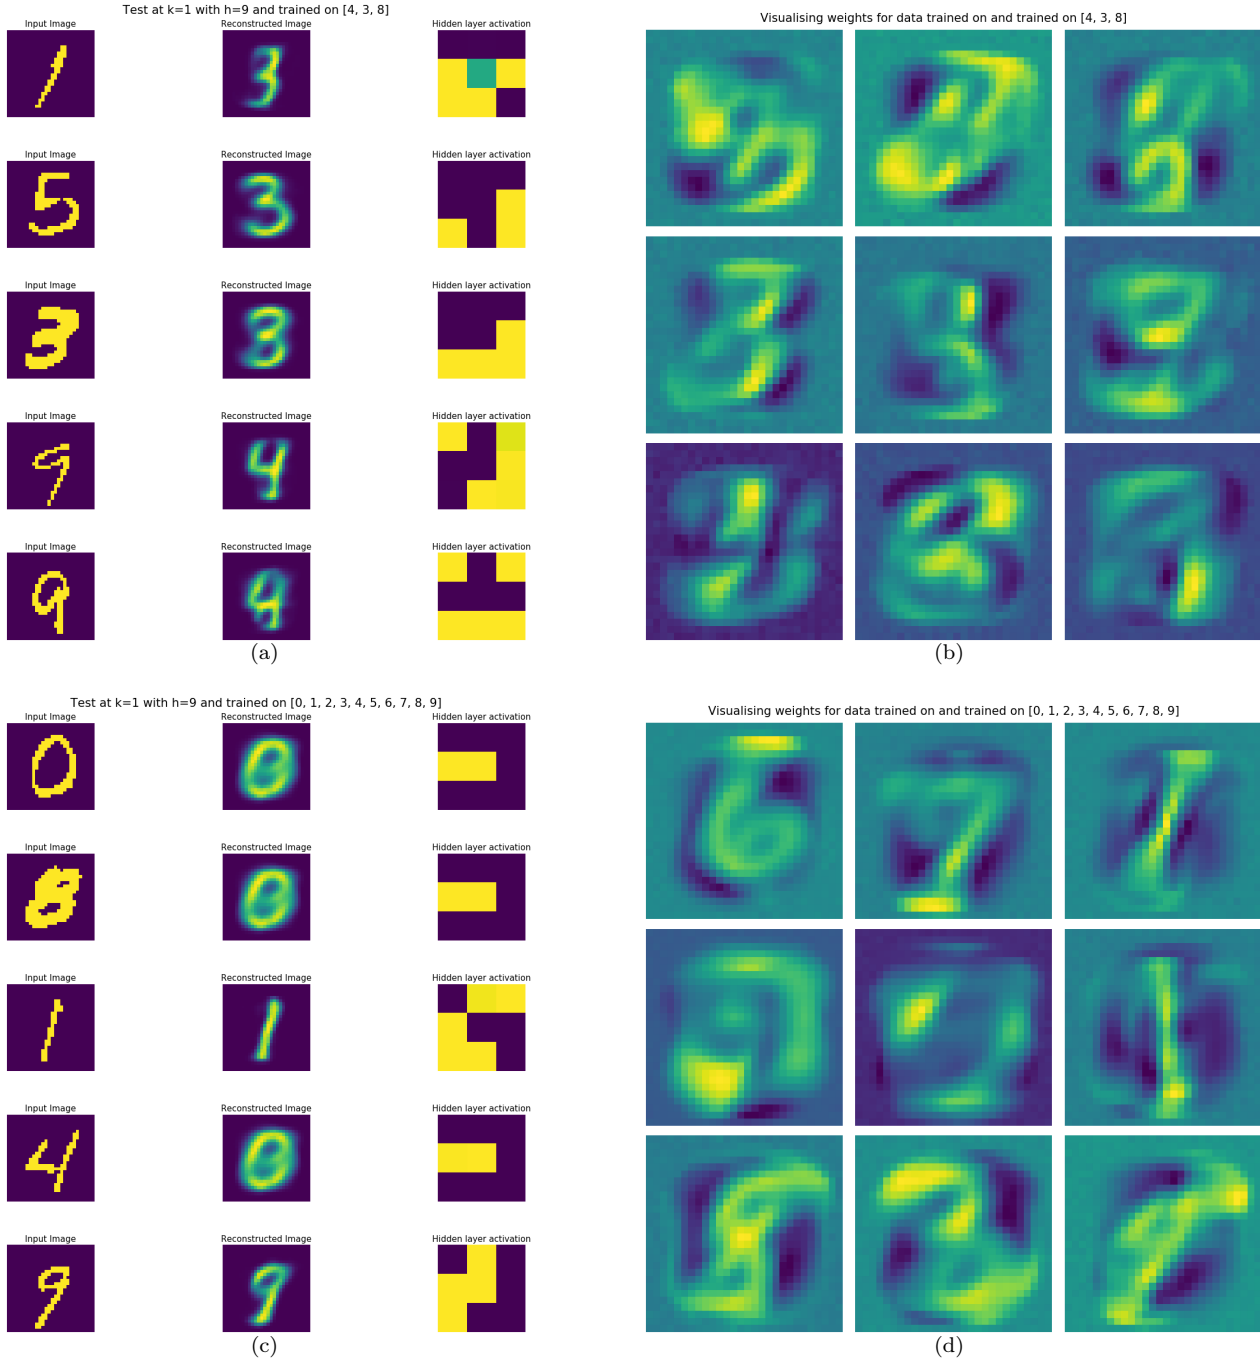 Test at k=1 with h=9 and trained on [4, 3, 8]
Input Image Reconstructed Image Hidden layer activation
Input Image Reconstructed Image Hidden layer activation
Input Image Reconstructed Image Hidden layer activation
Input Image Reconstructed Image Hidden layer activation
Input Image Reconstructed Image Hidden layer activation
(a)
Visualising weights for data trained on and trained on [4, 3, 8]
(b)
Test at k=1 with h=9 and trained on [0, 1, 2, 3, 4, 5, 6, 7, 8, 9]
Input Image Reconstructed Image Hidden layer activation
Input Image Reconstructed Image Hidden layer activation
Input Image Reconstructed Image Hidden layer activation
Input Image Reconstructed Image Hidden layer activation
Input Image Reconstructed Image Hidden layer activation
(c)
Visualising weights for data trained on and trained on [0, 1, 2, 3, 4, 5, 6, 7, 8, 9]
(d)